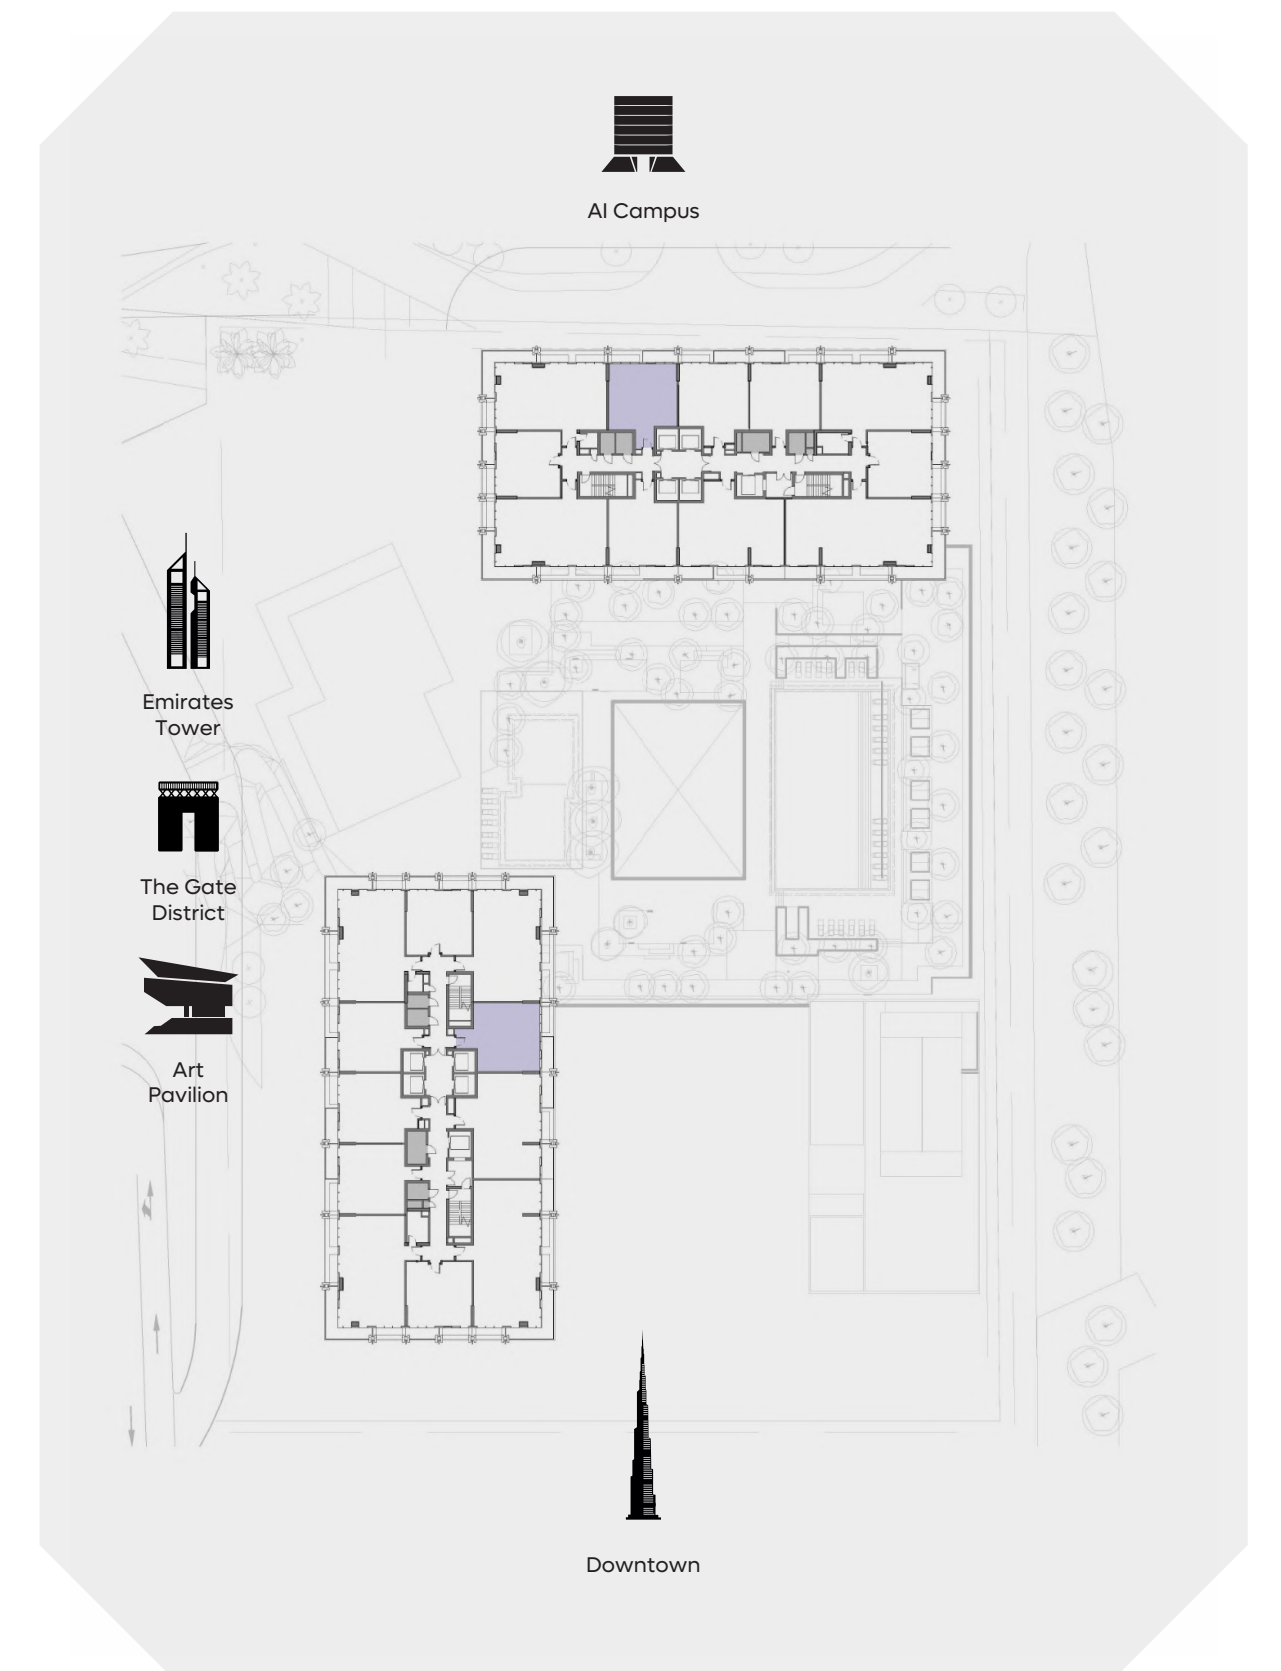 AI Campus
Emirates
Tower
The Gate
District
Art
Pavilion
Downtown